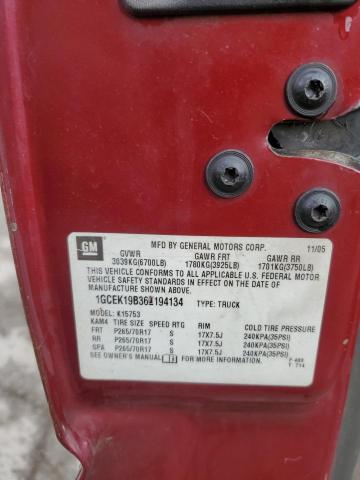 MFD BY GENERAL MOTORS CORP. 11/05
GM
GVWR GAWR FRT GAWR RR
3039KG(6700LB) 1780KG(3925LB) 1701KG(3750LB)
THIS VEHICLE CONFORMS TO ALL APPLICABLE U.S. FEDERAL MOTOR
VEHICLE SAFETY STANDARDS IN EFFECT ON THE DATE OF
MANUFACTURE SHOWN ABOVE.
TYPE: TRUCK
MODEL: K15753
KAM4 TIRE SIZE SPEED RTG RIM COLD TIRE PRESSURE
FRT P265/70R17 S 17X7.5J 240KPA(35PSI)
RR P265/70R17 S 17X7.5J 240KPA(35PSI)
SPA P265/70R17 S 17X7.5J 240KPA(35PSI)
SEE OWNER'S MANUAL FOR MORE INFORMATION.